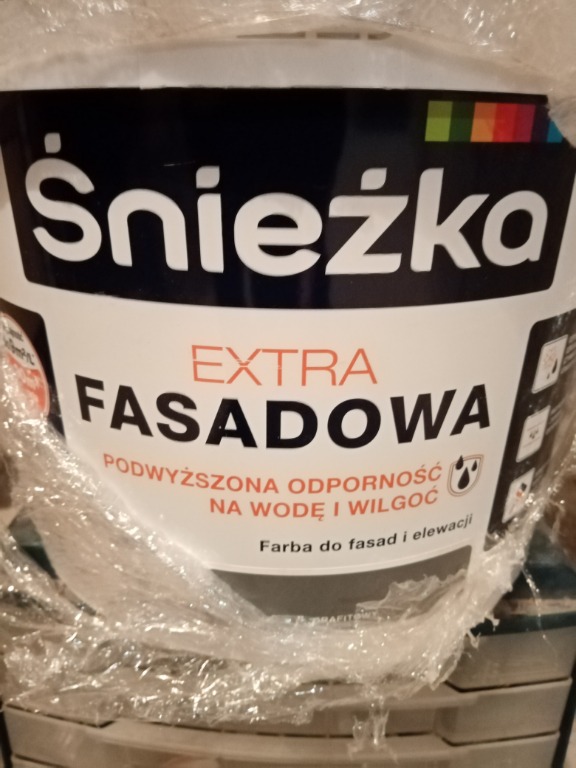 Śnieżka
EXTRA
FASADOWA
PODWYŻSZONA ODPORNOŚĆ
NA WODĘ I WILGOĆ
Farba do fasad i elewacji